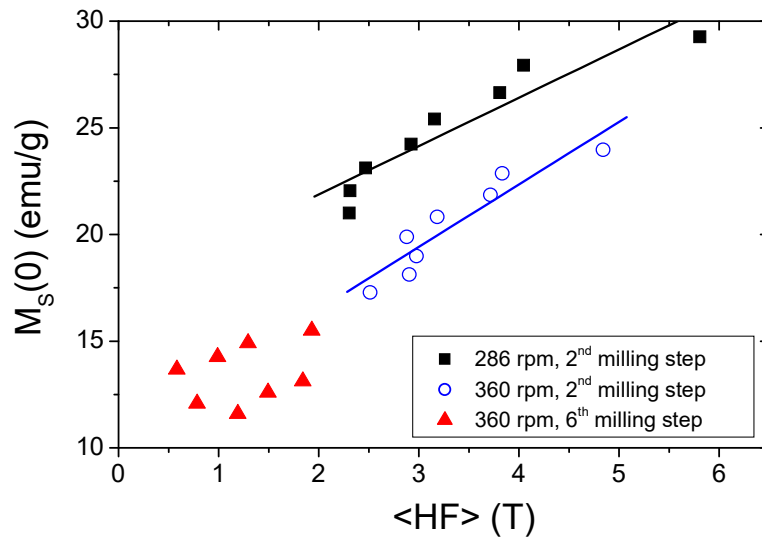 30
25
20
15
10
M_S(0) (emu/g)
286 rpm, 2nd milling step
360 rpm, 2nd milling step
360 rpm, 6th milling step
0 1 2 3 4 5 6
<HF> (T)